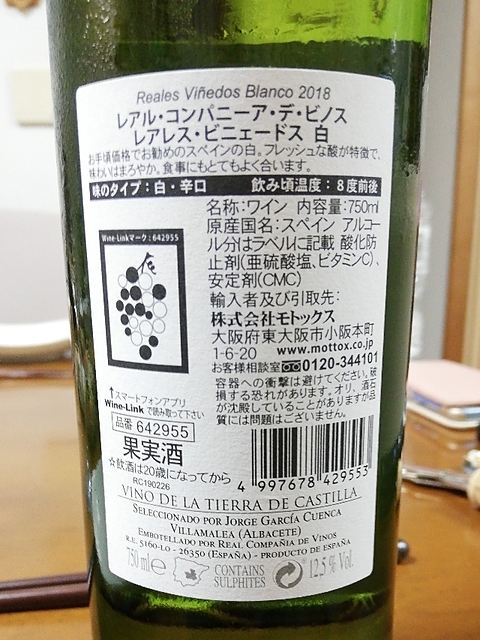 Reales Viñedos Blanco 2018
レアル・コンパニーア・デ・ビノス
レアレス・ビニェードス 白
お手頃価格でお勧めのスペインの白。フレッシュな酸が特徴で、
味わいはまろやか。食事にもとてもよく合います。
味のタイプ:白・辛口 飲み頃温度:8度前後
名称:ワイン 内容量:750ml
原産国名:スペイン アルコー
ル分はラベルに記載 酸化防
止剤(亜硫酸塩、ビタミンC)、
安定剤(CMC)
輸入者及び引取先:
株式会社モトックス
大阪府東大阪市小阪本町
1-6-20 www.mottox.co.jp
お客様相談室 0120-344101
容器への衝撃は避けてください。破
損する恐れがあります。オリ、酒石
が沈殿していることがありますが品
質には問題はございません。
Wine-Linkマーク:642955
↑スマートフォンアプリ
Wine-Link で読み取って下さい
品番 642955
果実酒
☆飲酒は20歳になってから
RC190226
4 997678 429553
VINO DE LA TIERRA DE CASTILLA
SELECCIONADO POR JORGE GARCÍA CUENCA
VILLAMALEA (ALBACETE)
EMBOTELLADO POR REAL COMPAÑIA DE VINOS
R.E. 5160-LO - 26350 (ESPAÑA) - PRODUCTO DE ESPAÑA
750 ml e CONTAINS SULPHITES 12,5 % Vol.